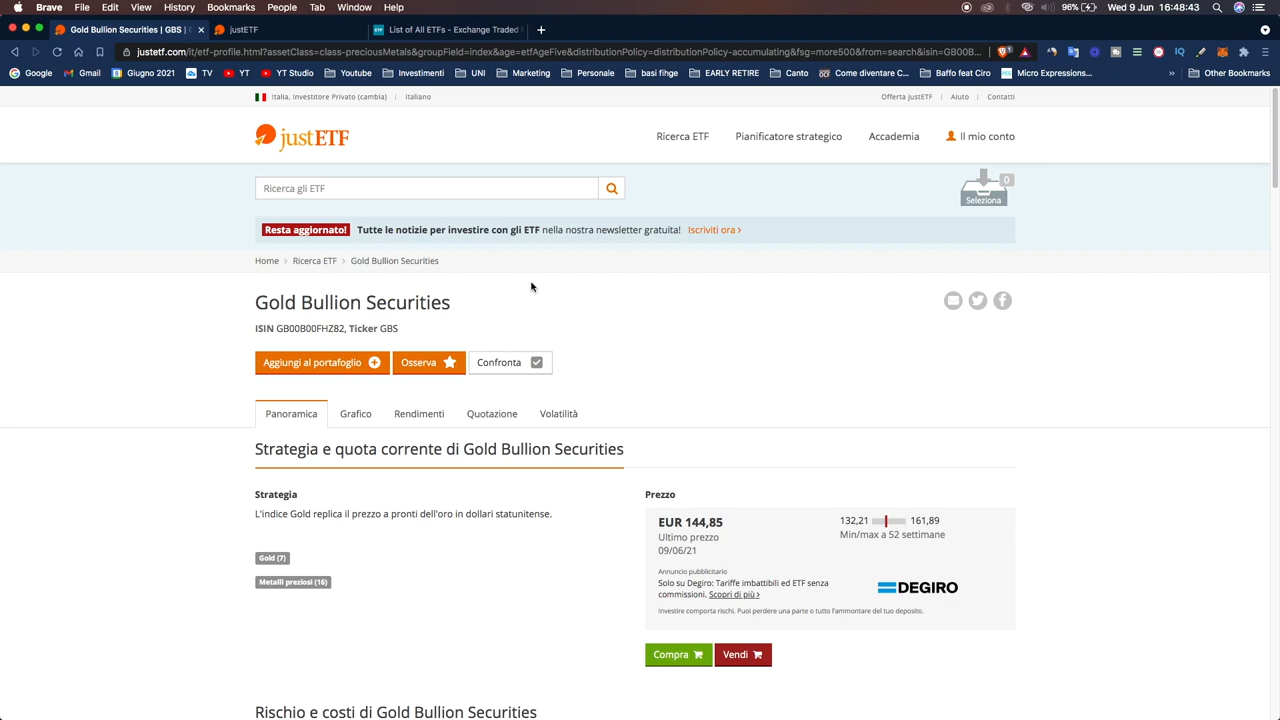 Brave File Edit View History Bookmarks Profiles Tab Window Help
96% Wed 9 Jun 16:48:04
Gold Bullion Securities | GBS |
justETF
List of All ETFs - Exchange Traded
justetf.com/it/etf-profile.html?assetClass=class-preciousMetals&groupField=index&age=etfAgeFive&distributionPolicy=distributionPolicy-accumulating&fsg=more500&from=search&isin=GB00B...
Google Gmail Giugno 2021 TV YT YT Youtube Investimenti UNI Marketing Personale basi finge EARLY RETIRE Canto Come diventare C... Daffo feat Criro Micro Expressions... » Other Bookmarks
Italia, Investitore Privato (cambia) | Italiano
Offerta justETF | Aiuto | Contatti
justETF
Ricerca ETF Pianificatore strategico Accademia Il mio conto
Ricerca gli ETF
0
Seleziona
Resta aggiornato! Tutte le notizie per investire con gli ETF nella nostra newsletter gratuita! Iscriviti ora ›
Home > Ricerca ETF > Gold Bullion Securities
Gold Bullion Securities
ISIN GB00B00FHZ82, Ticker GBS
Aggiungi al portafoglio Osserva Confronta
Panoramica Grafico Rendimenti Quotazione Volatilità
Strategia e quota corrente di Gold Bullion Securities
Strategia
L'indice Gold replica il prezzo a pronti dell'oro in dollari statunitense.
Gold (7)
Metalli preziosi (16)
Prezzo
EUR 144,85
Ultimo prezzo
09/06/21
132,21 161,89
Min/max a 52 settimane
Annuncio pubblicitario
Solo su Degiro: Tariffe imbattibili ed ETF senza
commissioni. Scopri di più ›
DEGIRO
Investire comporta rischi. Puoi perdere una parte o tutto l'ammontare del tuo deposito.
Compra Vendi
Rischio e costi di Gold Bullion Securities